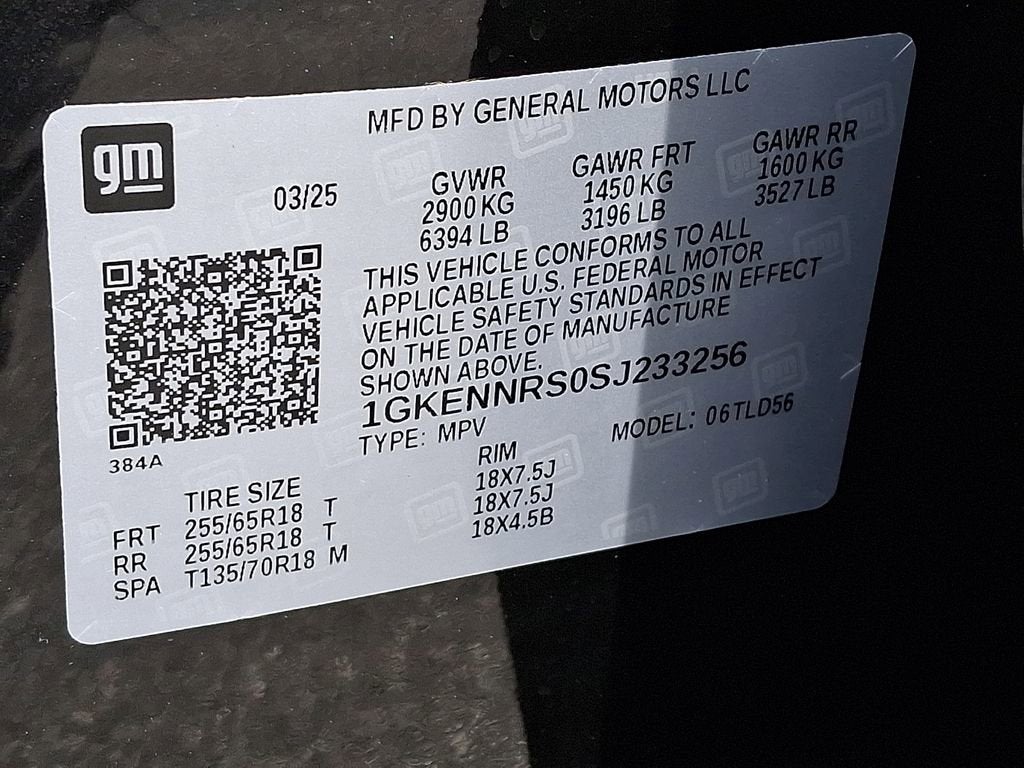 gm
MFD BY GENERAL MOTORS LLC
03/25
GVWR
2900 KG
6394 LB
GAWR FRT
1450 KG
3196 LB
GAWR RR
1600 KG
3527 LB
THIS VEHICLE CONFORMS TO ALL
APPLICABLE U.S. FEDERAL MOTOR
VEHICLE SAFETY STANDARDS IN EFFECT
ON THE DATE OF MANUFACTURE
SHOWN ABOVE.
1GKENNRS0SJ233256
TYPE: MPV MODEL: 06TLD56
384A
TIRE SIZE RIM
FRT 255/65R18 T 18X7.5J
RR 255/65R18 T 18X7.5J
SPA T135/70R18 M 18X4.5B